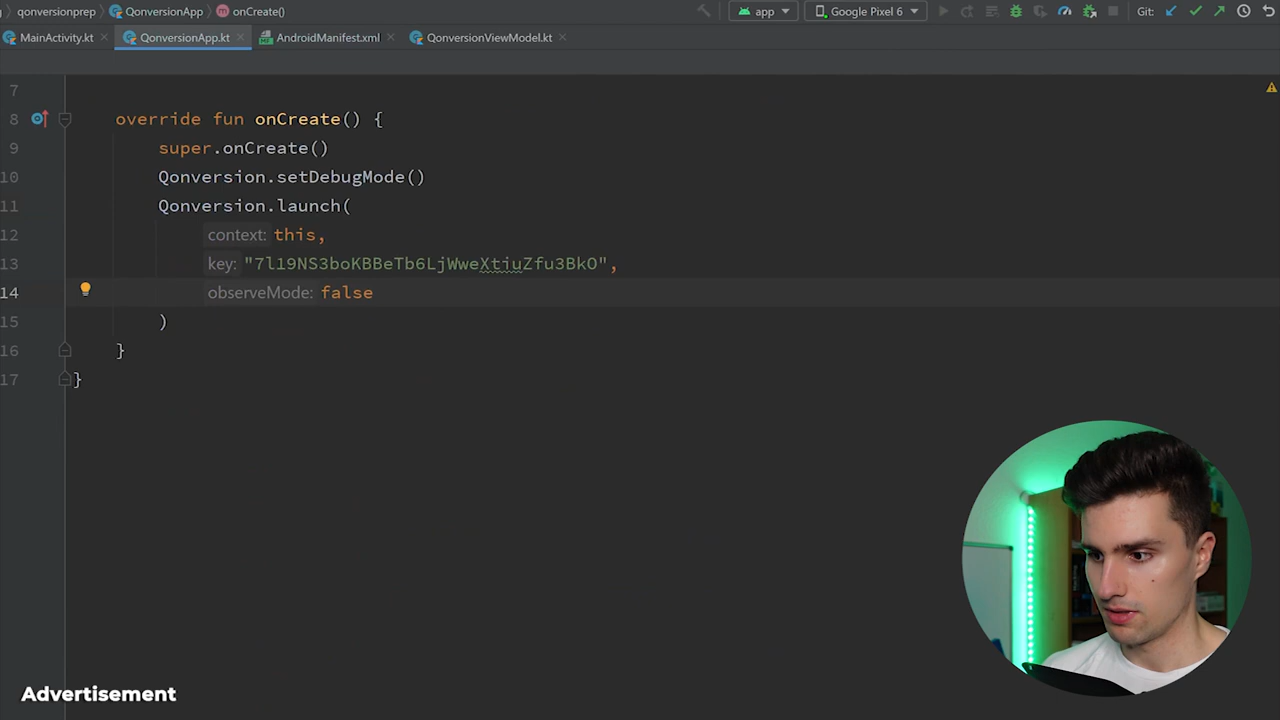 qonversionprep QonversionApp onCreate() app Google Pixel 6 Git:
MainActivity.kt QonversionApp.kt AndroidManifest.xml QonversionViewModel.kt
7
8 override fun onCreate() {
9 super.onCreate()
10 Qonversion.setDebugMode()
11 Qonversion.launch(
12 context: this,
13 key: "7l19NS3boKBBeTb6LjWweXtiuZfu3BkO",
14 observeMode: false
15 )
16 }
17 }
Advertisement